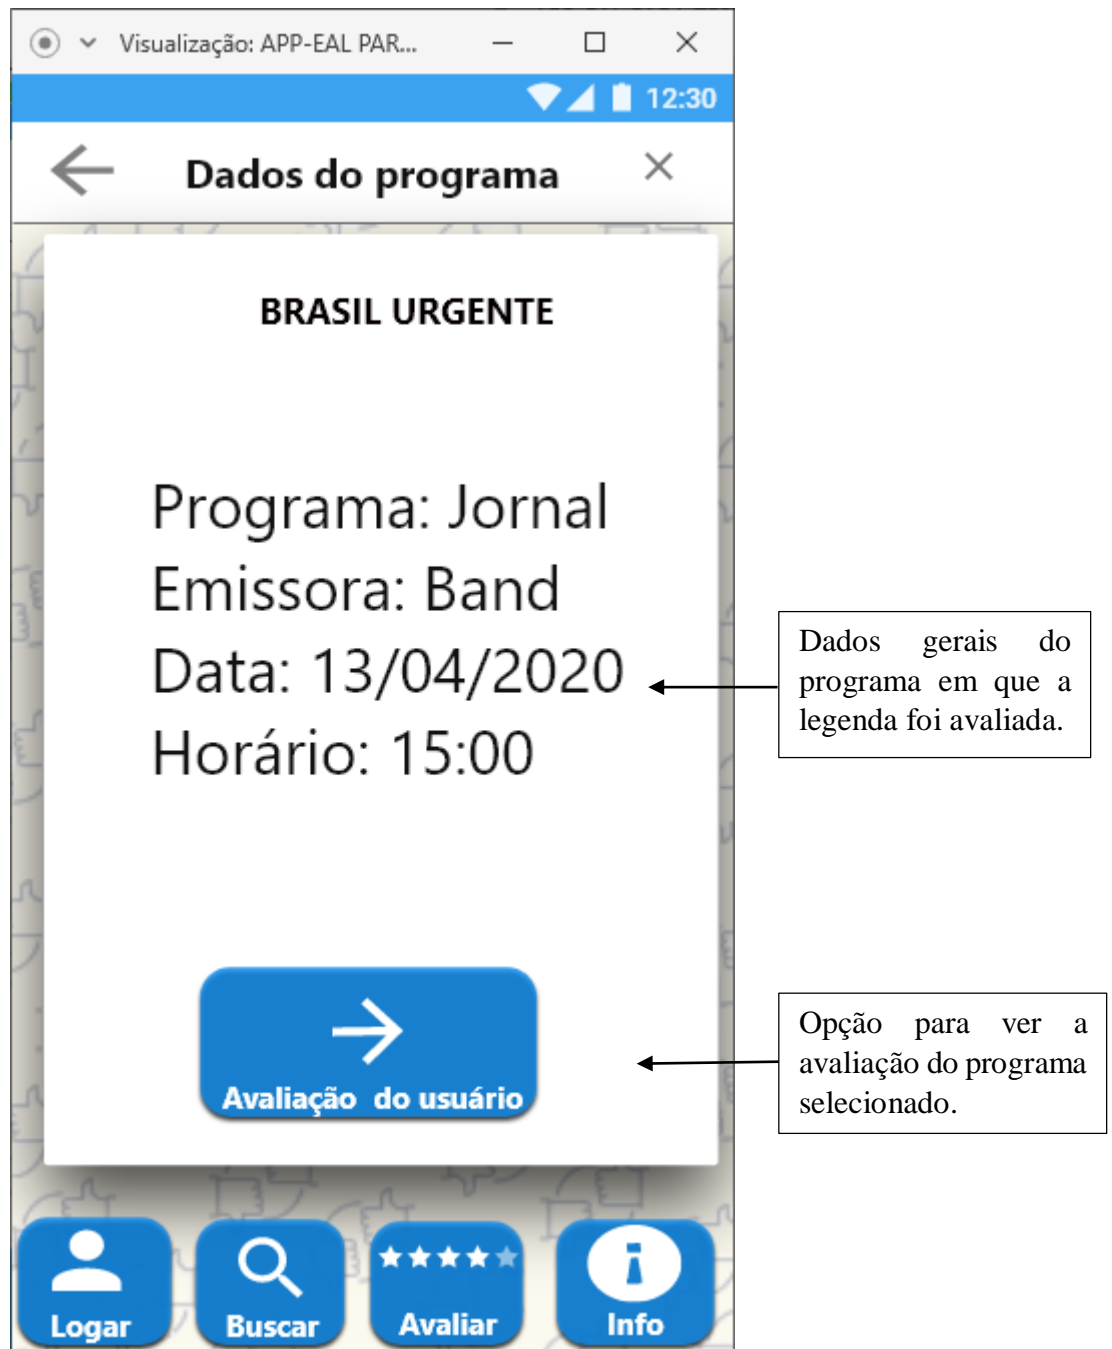 Visualização: APP-EAL PAR...
12:30
Dados do programa
BRASIL URGENTE
Programa: Jornal
Emissora: Band
Data: 13/04/2020
Horário: 15:00
Dados gerais do
programa em que a
legenda foi avaliada.
Avaliação do usuário
Opção para ver a
avaliação do programa
selecionado.
Logar
Buscar
Avaliar
Info